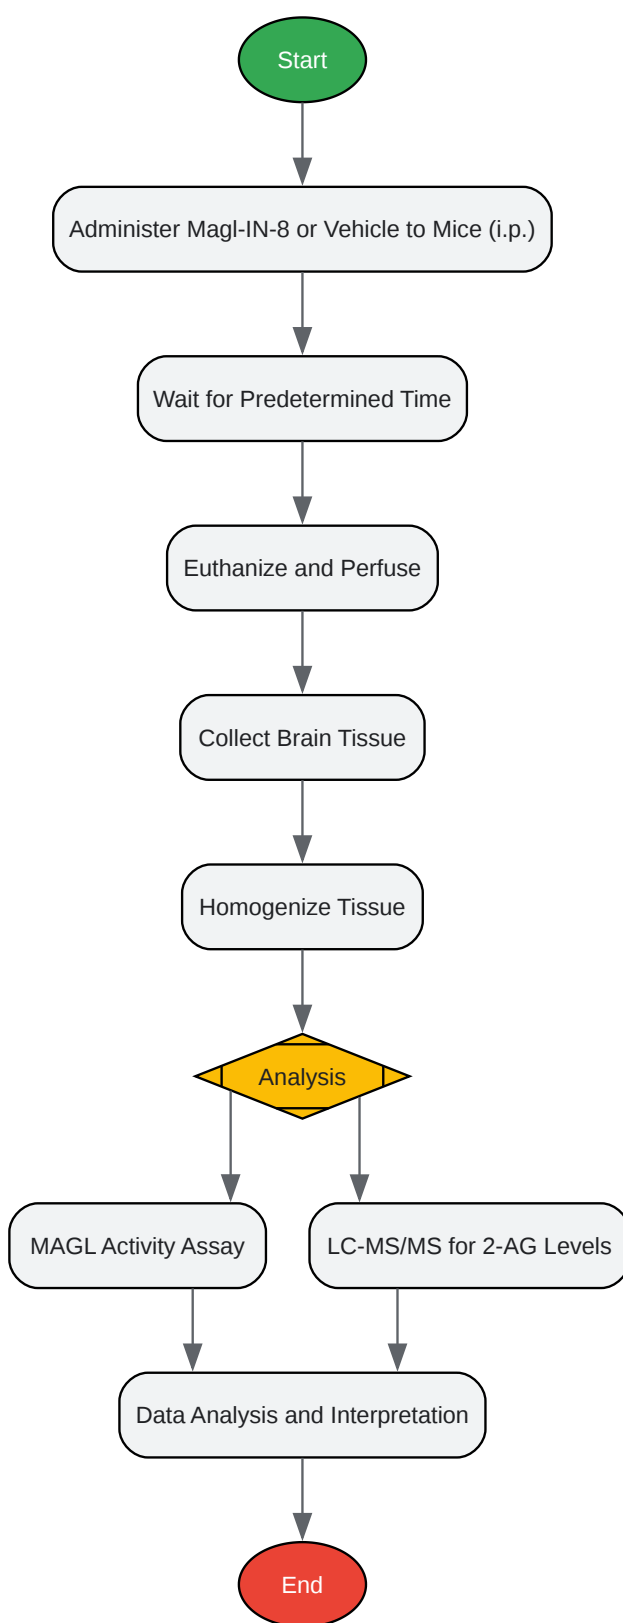 Start
Administer Magl-IN-8 or Vehicle to Mice (i.p.)
Wait for Predetermined Time
Euthanize and Perfuse
Collect Brain Tissue
Homogenize Tissue
Analysis
MAGL Activity Assay
LC-MS/MS for 2-AG Levels
Data Analysis and Interpretation
End